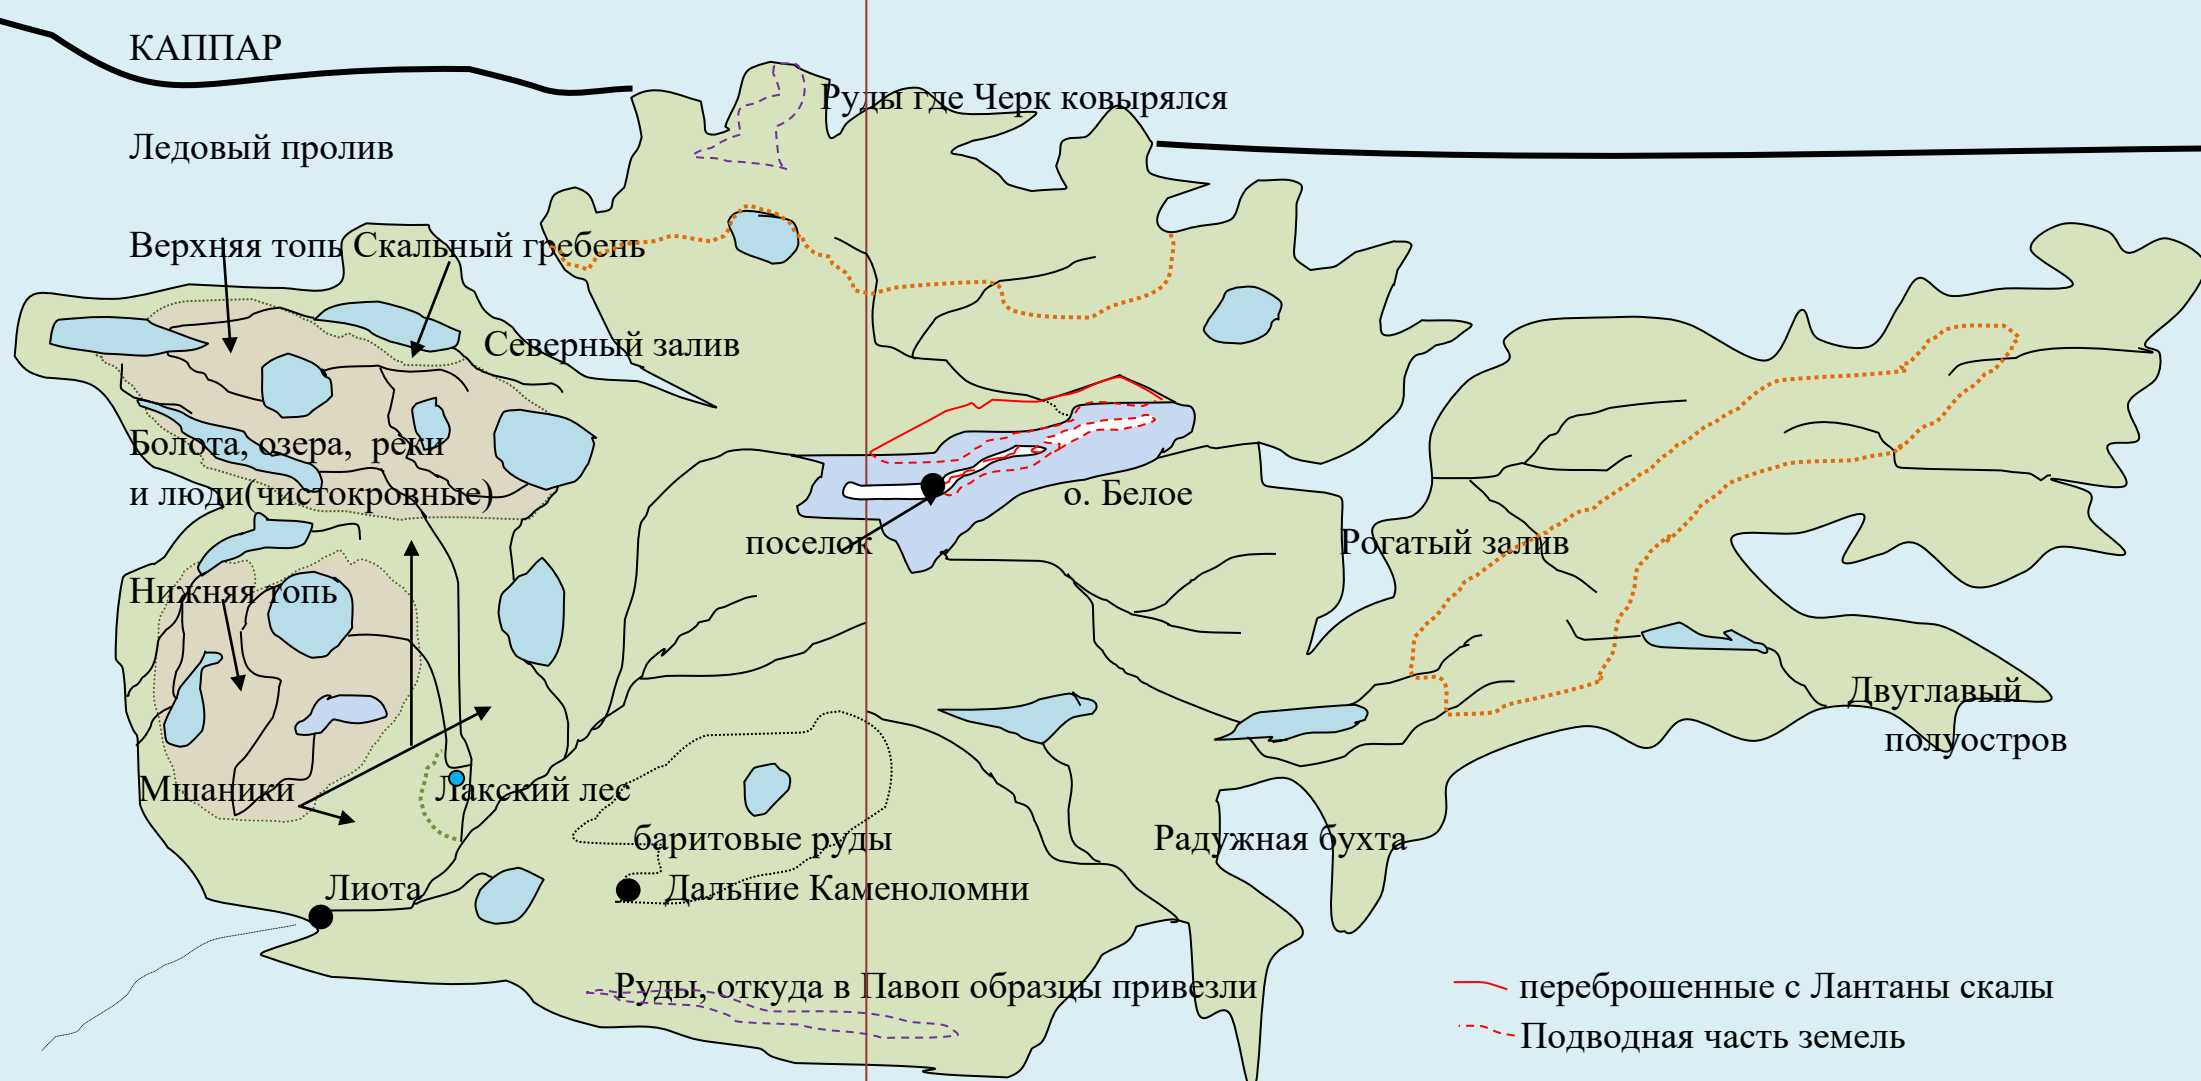 КАППАР
Руды где Черк ковырялся
Ледовый пролив
Верхняя топь Скальный гребень
Северный залив
Болота, озера,  реки
и люди(чистокровные)
о. Белое
поселок
Рогатый залив
Нижняя топь
Двуглавый
полуостров
Мшаники
Лакский лес
баритовые руды
Радужная бухта
Лиота
Дальние Каменоломни
Руды, откуда в Павоп образцы привезли
переброшенные с Лантаны скалы
Подводная часть земель